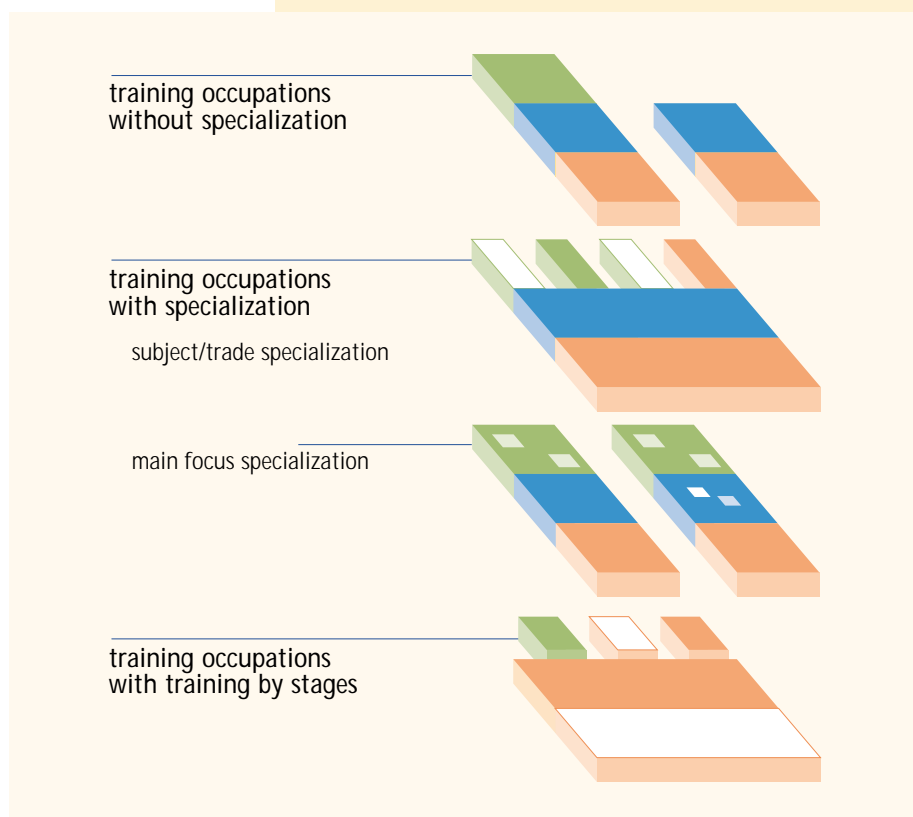 training occupations
without specialization
training occupations
with specialization
subject/trade specialization
main focus specialization
training occupations
with training by stages